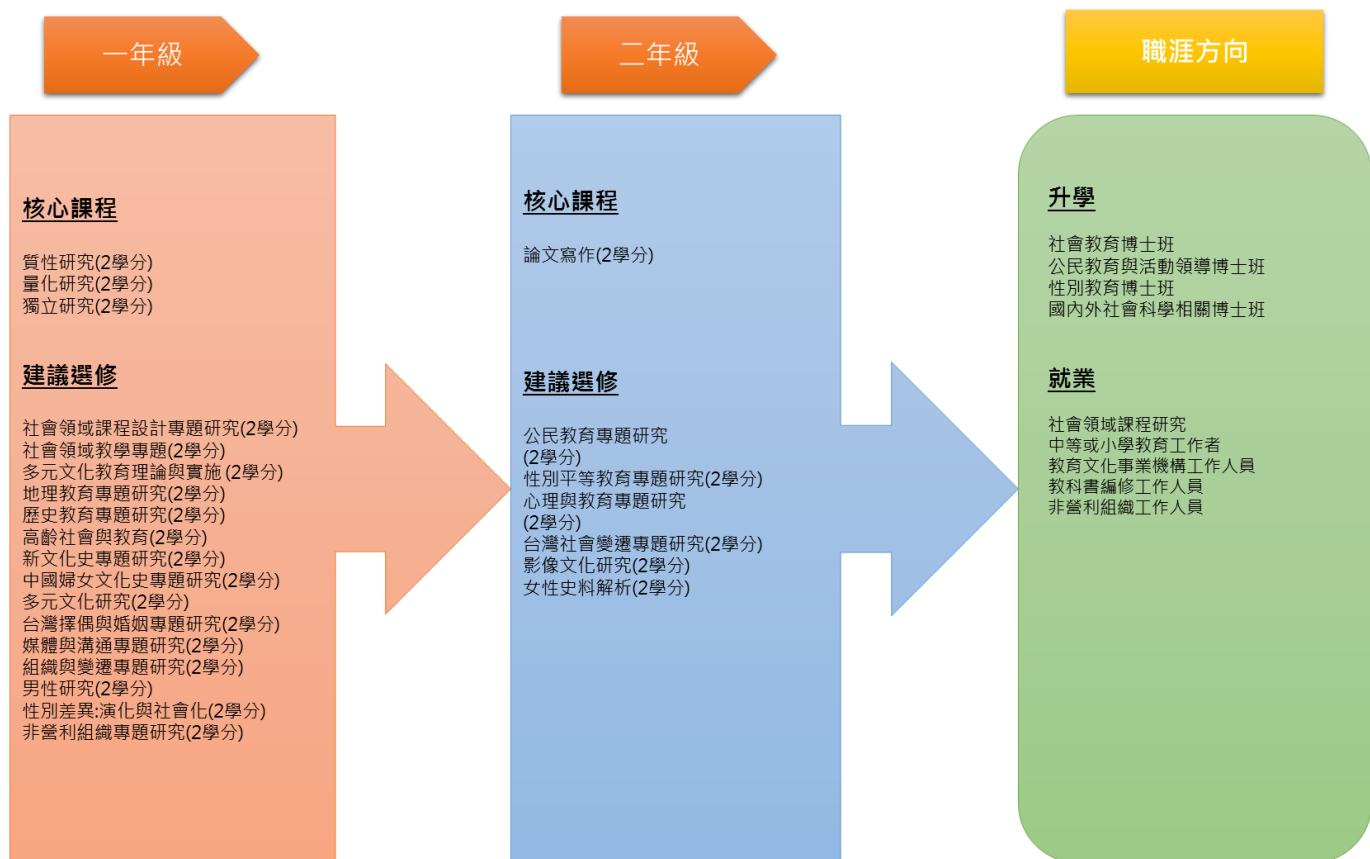 一年級
核心課程
質性研究(2學分)
量化研究(2學分)
獨立研究(2學分)
建議選修
社會領域課程設計專題研究(2學分)
社會領域教學專題(2學分)
多元文化教育理論與實施 (2學分)
地理教育專題研究(2學分)
歷史教育專題研究(2學分)
高齡社會與教育(2學分)
新文化史專題研究(2學分)
中國婦女文化史專題研究(2學分)
多元文化研究(2學分)
台灣擇偶與婚姻專題研究(2學分)
媒體與溝通專題研究(2學分)
組織與變遷專題研究(2學分)
男性研究(2學分)
性別差異:演化與社會化(2學分)
非營利組織專題研究(2學分)
二年級
核心課程
論文寫作(2學分)
建議選修
公民教育專題研究
(2學分)
性別平等教育專題研究(2學分)
心理與教育專題研究
(2學分)
台灣社會變遷專題研究(2學分)
影像文化研究(2學分)
女性史料解析(2學分)
職涯方向
升學
社會教育博士班
公民教育與活動領導博士班
性別教育博士班
國內外社會科學相關博士班
就業
社會領域課程研究
中等或小學教育工作者
教育文化事業機構工作人員
教科書編修工作人員
非營利組織工作人員